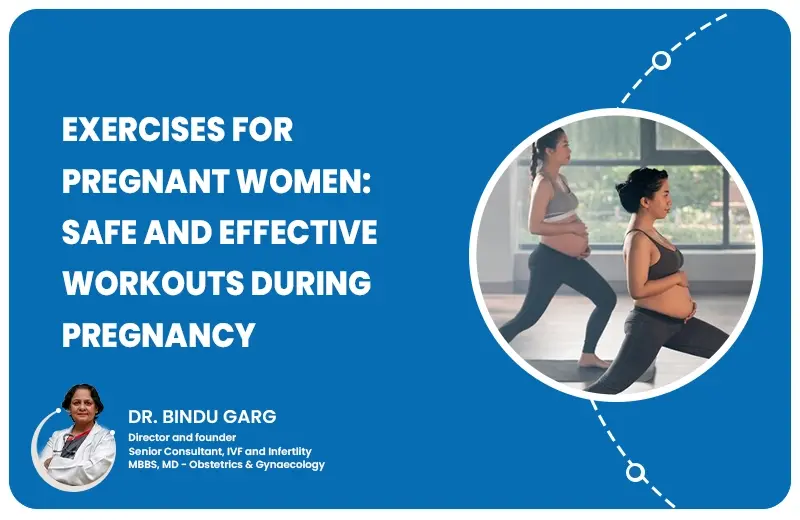 EXERCISES FOR
PREGNANT WOMEN:
SAFE AND EFFECTIVE
WORKOUTS DURING
PREGNANCY
DR. BINDU GARG
Director and founder
Senior Consultant, IVF and Infertlity
MBBS, MD - Obstetrics & Gynaecology